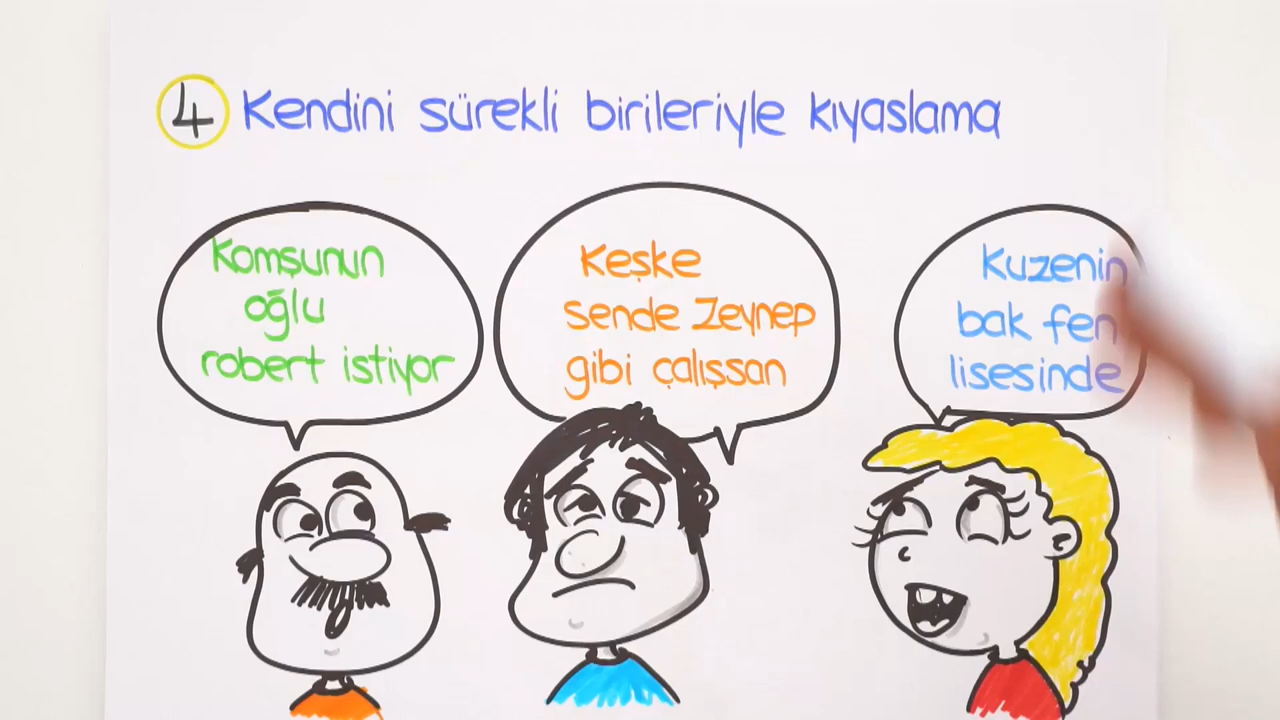 4 Kendini sürekli birileriyle kıyaslama
Komşunun
oğlu
robert istiyor
Keşke
sende Zeynep
gibi çalışsan
Kuzenin
bak fen
lisesinde